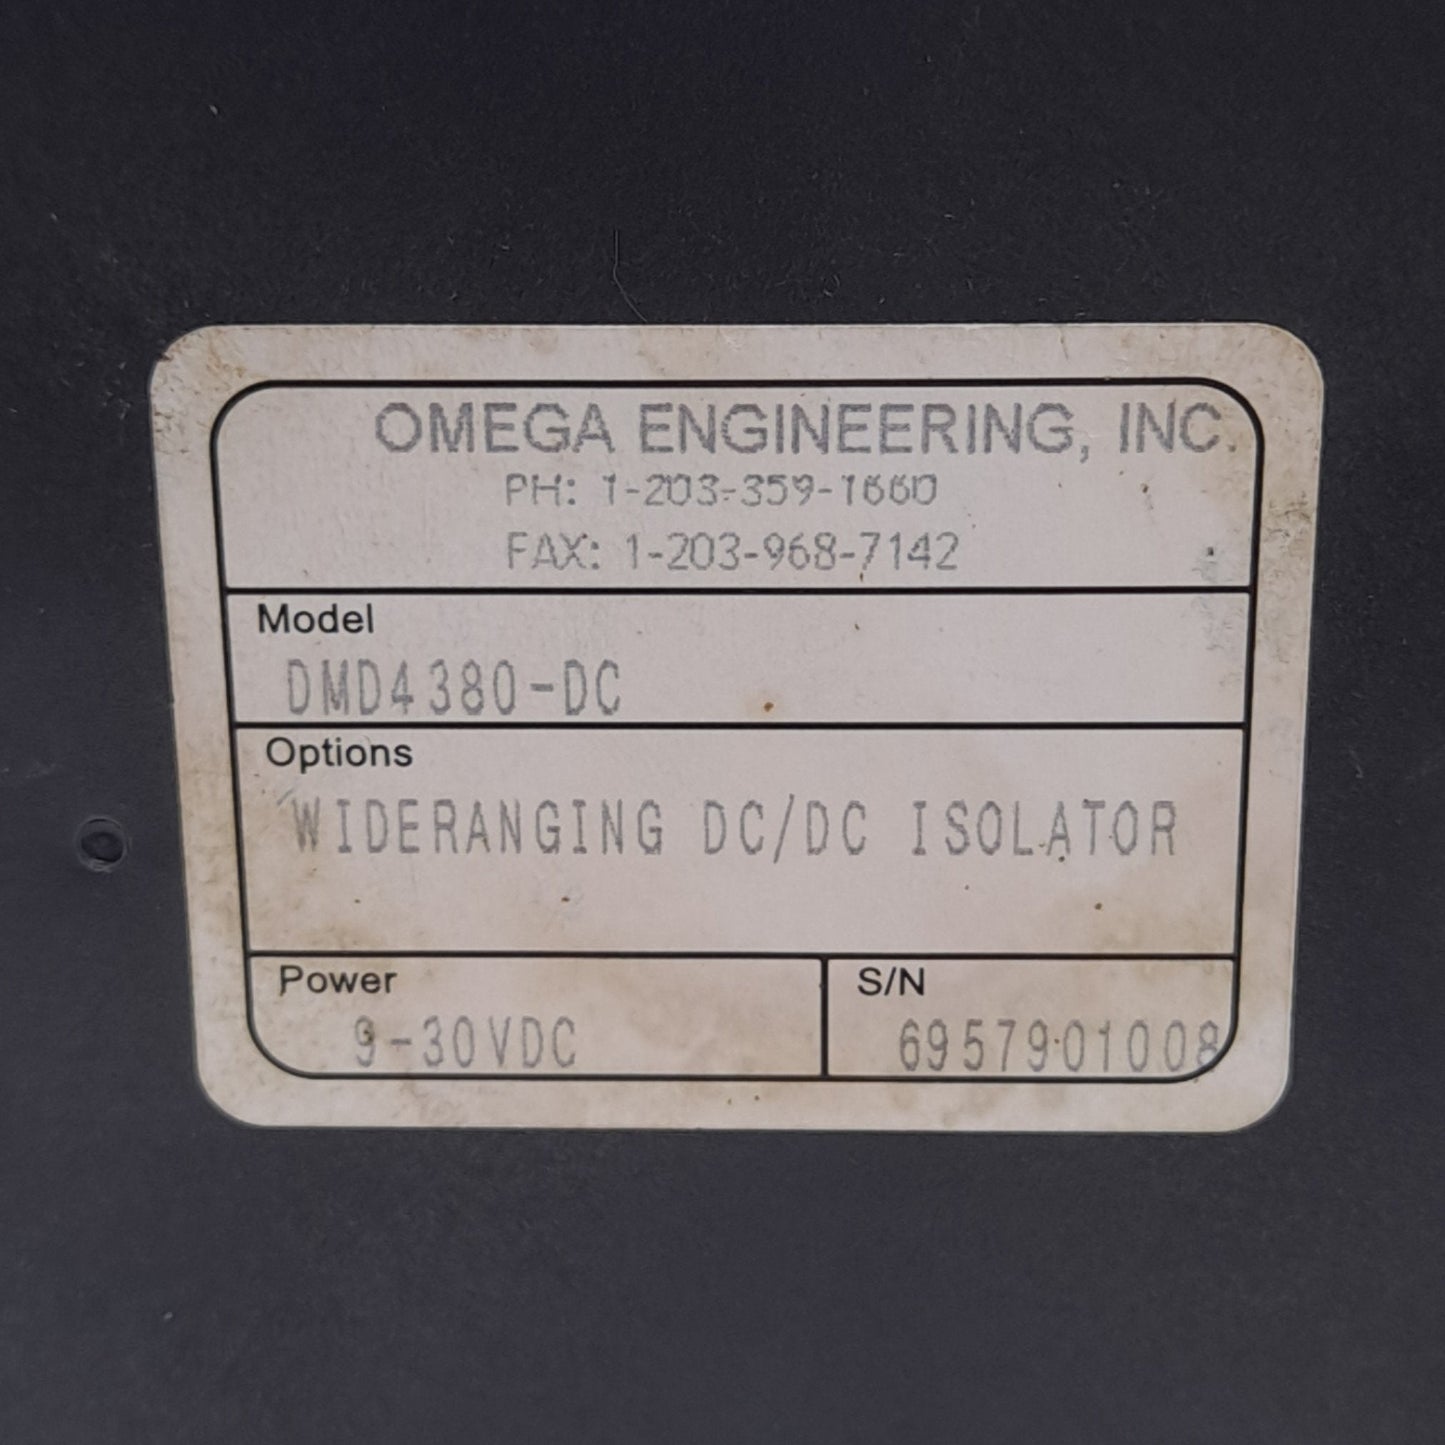 OMEGA ENGINEERING, INC.
PH: 1-203-359-1660
FAX: 1-203-968-7142
Model
DMD4380-DC
Options
WIDERANGING DC/DC ISOLATOR
Power
9-30VDC
S/N
6957901008